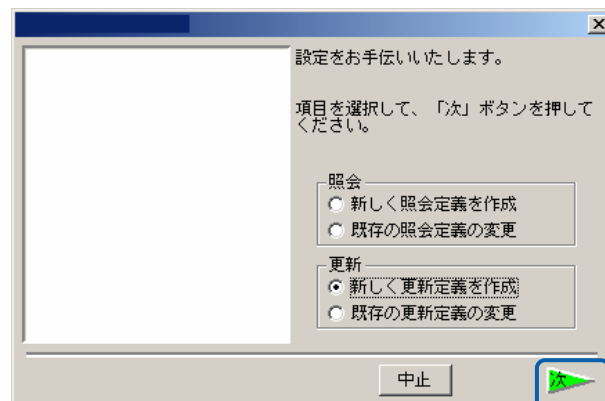 設定をお手伝いいたします。
項目を選択して、「次」ボタンを押して
ください。
照会
新しく照会定義を作成
既存の照会定義の変更
更新
新しく更新定義を作成
既存の更新定義の変更
中止
次